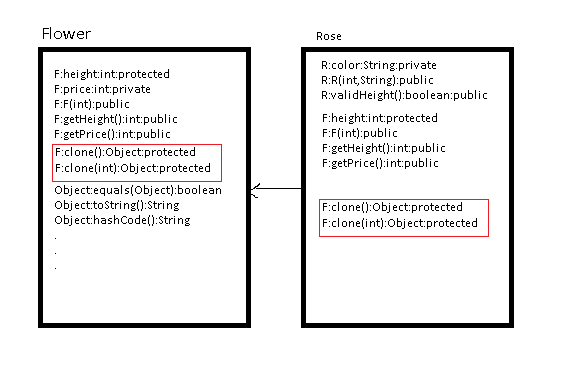 Flower
F:height:int:protected
F:price:int:private
F:F(int):public
F:getHeight():int:public
F:getPrice():int:public
F:clone():Object:protected
F:clone(int):Object:protected
Object:equals(Object):boolean
Object:toString():String
Object:hashCode():String
.
.
.
Rose
R:color:String:private
R:R(int,String):public
R:validHeight():boolean:public
F:height:int:protected
F:F(int):public
F:getHeight():int:public
F:getPrice():int:public
F:clone():Object:protected
F:clone(int):Object:protected